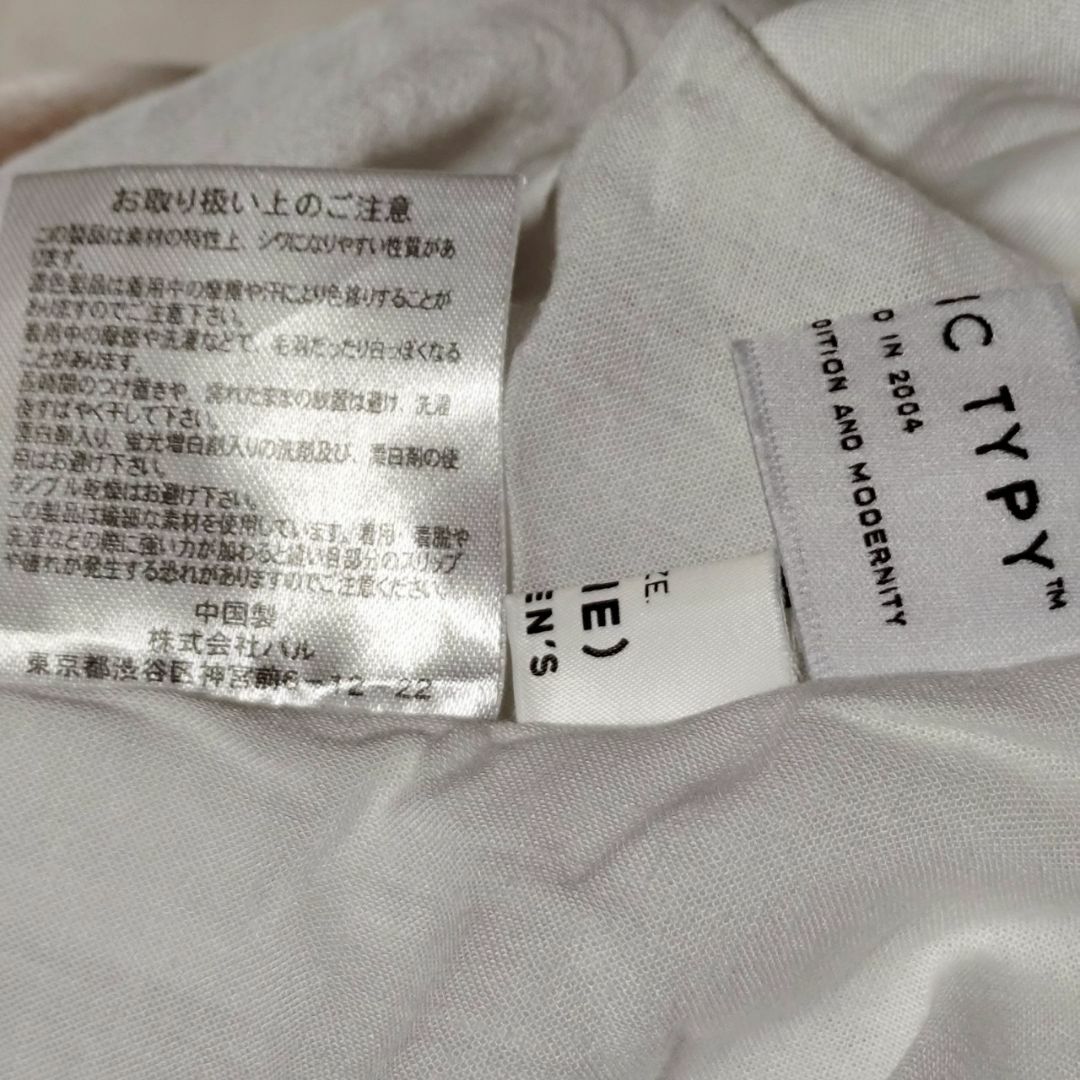 お取り扱い上のご注意
この製品は素材の特性上、シワになりやすい性質があ
ります。
濃色製品は着用中の摩擦や汗により色移りすることが
ありますのでご注意下さい。
着用中の摩擦や洗濯などで、毛羽だったり白っぽくなる
ことがあります。
長時間のつけ置きや、濡れたままの放置は避け、洗濯
後すばやく干して下さい。
漂白剤入り、蛍光増白剤入りの洗剤及び、漂白剤の使
用はお避け下さい。
タンブル乾燥はお避け下さい。
この製品は繊細な素材を使用しています。着用、着脱や
洗濯などの際に強い力が加わると縫い目部分のスリップ
や破れが発生する恐れがありますのでご注意ください。
中国製
株式会社パル
東京都渋谷区神宮前6-12-22
ZE.
IE)
EN'S
IC TYPY™
D IN 2004
DITION AND MODERNITY